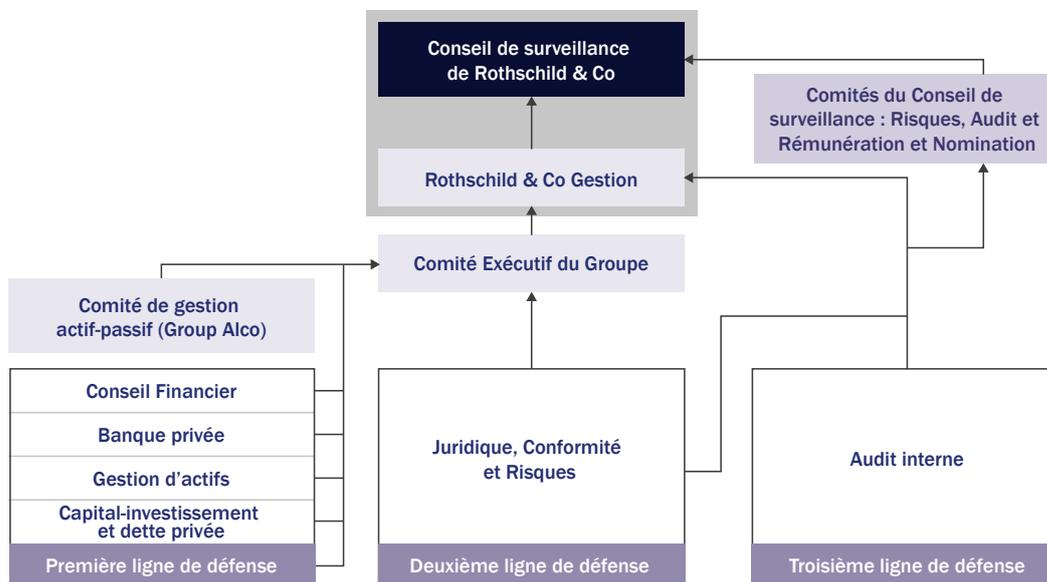 Conseil de surveillance
de Rothschild & Co
Comités du Conseil de
surveillance : Risques, Audit et
Rémunération et Nomination
Rothschild & Co Gestion
Comité Exécutif du Groupe
Comité de gestion
actif-passif (Group Alco)
Conseil Financier
Banque privée
Gestion d'actifs
Capital-investissement
et dette privée
Première ligne de défense
Juridique, Conformité
et Risques
Deuxième ligne de défense
Audit interne
Troisième ligne de défense